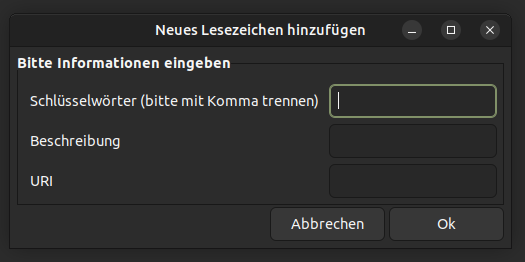 Neues Lesezeichen hinzufügen
Bitte Informationen eingeben
Schlüsselwörter (bitte mit Komma trennen)
Beschreibung
URI
Abbrechen Ok